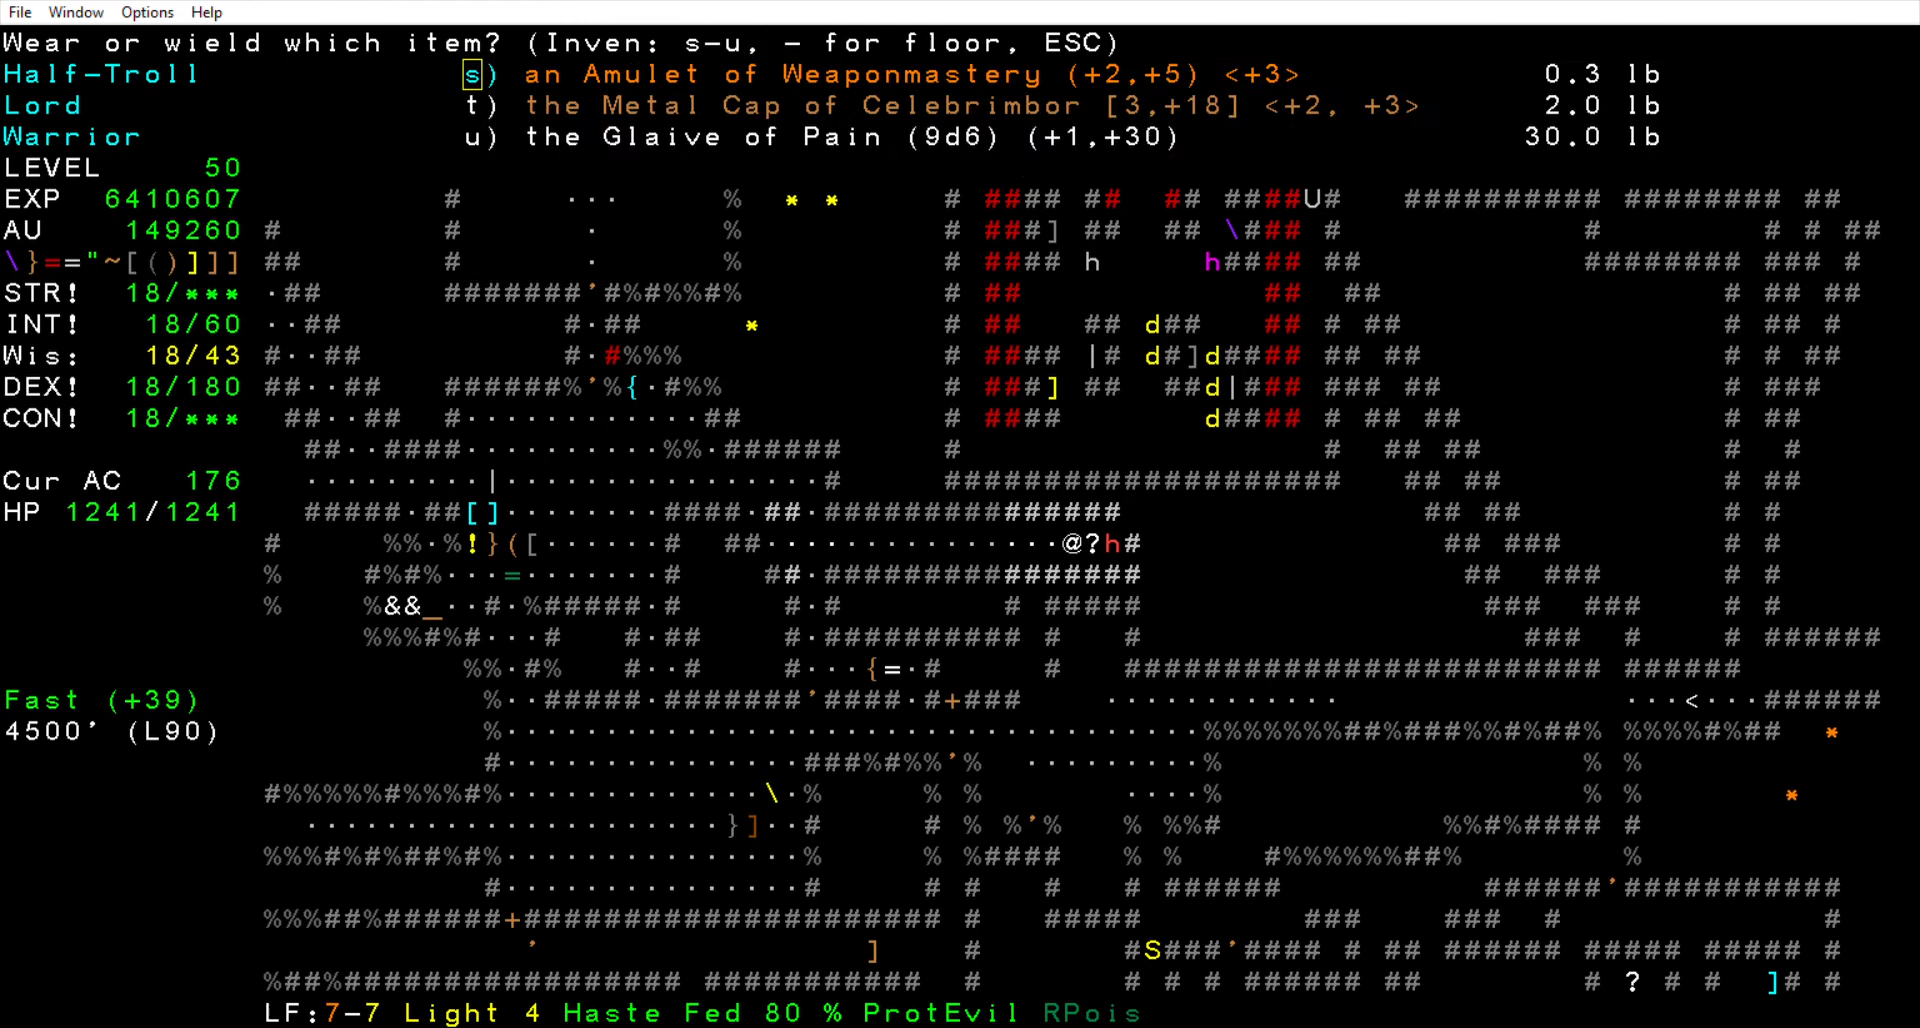 File Window Options Help
Wear or wield which item? (Inven: s-u, - for floor, ESC)
Half-Troll s) an Amulet of Weaponmastery (+2,+5) <+3> 0.3 lb
Lord t) the Metal Cap of Celebrimbor [3,+18] <+2, +3> 2.0 lb
Warrior u) the Glaive of Pain (9d6) (+1,+30) 30.0 lb
LEVEL 50
EXP 6410607
AU 149260
\}=="~[()]]]
STR! 18/***
INT! 18/60
Wis: 18/43
DEX! 18/180
CON! 18/***
Cur AC 176
HP 1241/1241
Fast (+39)
4500' (L90)
LF:7-7 Light 4 Haste Fed 80 % ProtEvil RPois